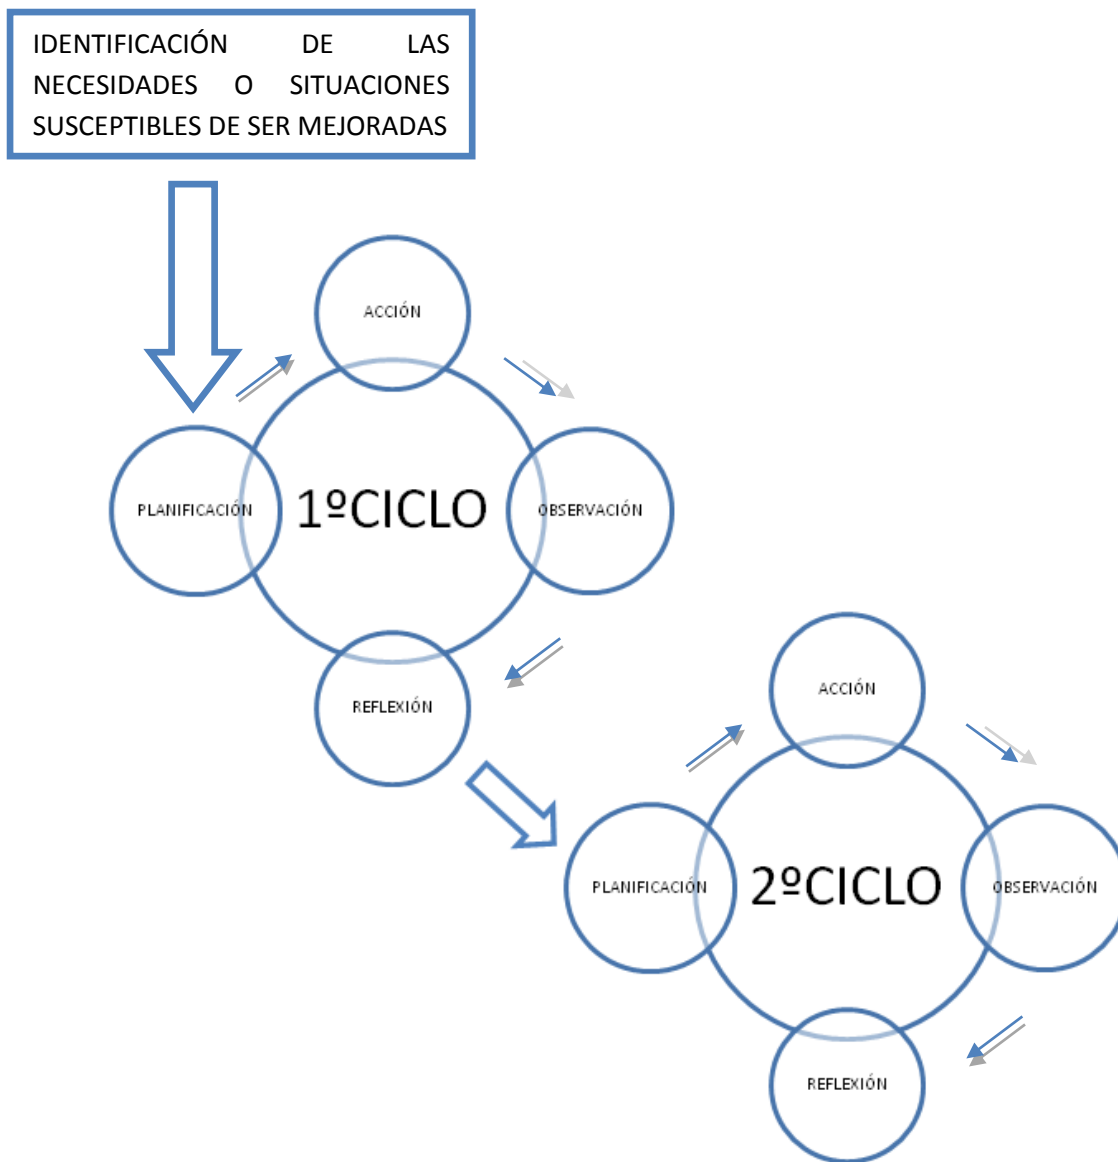 IDENTIFICACIÓN DE LAS
NECESIDADES O SITUACIONES
SUSCEPTIBLES DE SER MEJORADAS
ACCIÓN
PLANIFICACIÓN
1ºCICLO
OBSERVACIÓN
REFLEXIÓN
ACCIÓN
PLANIFICACIÓN
2ºCICLO
OBSERVACIÓN
REFLEXIÓN